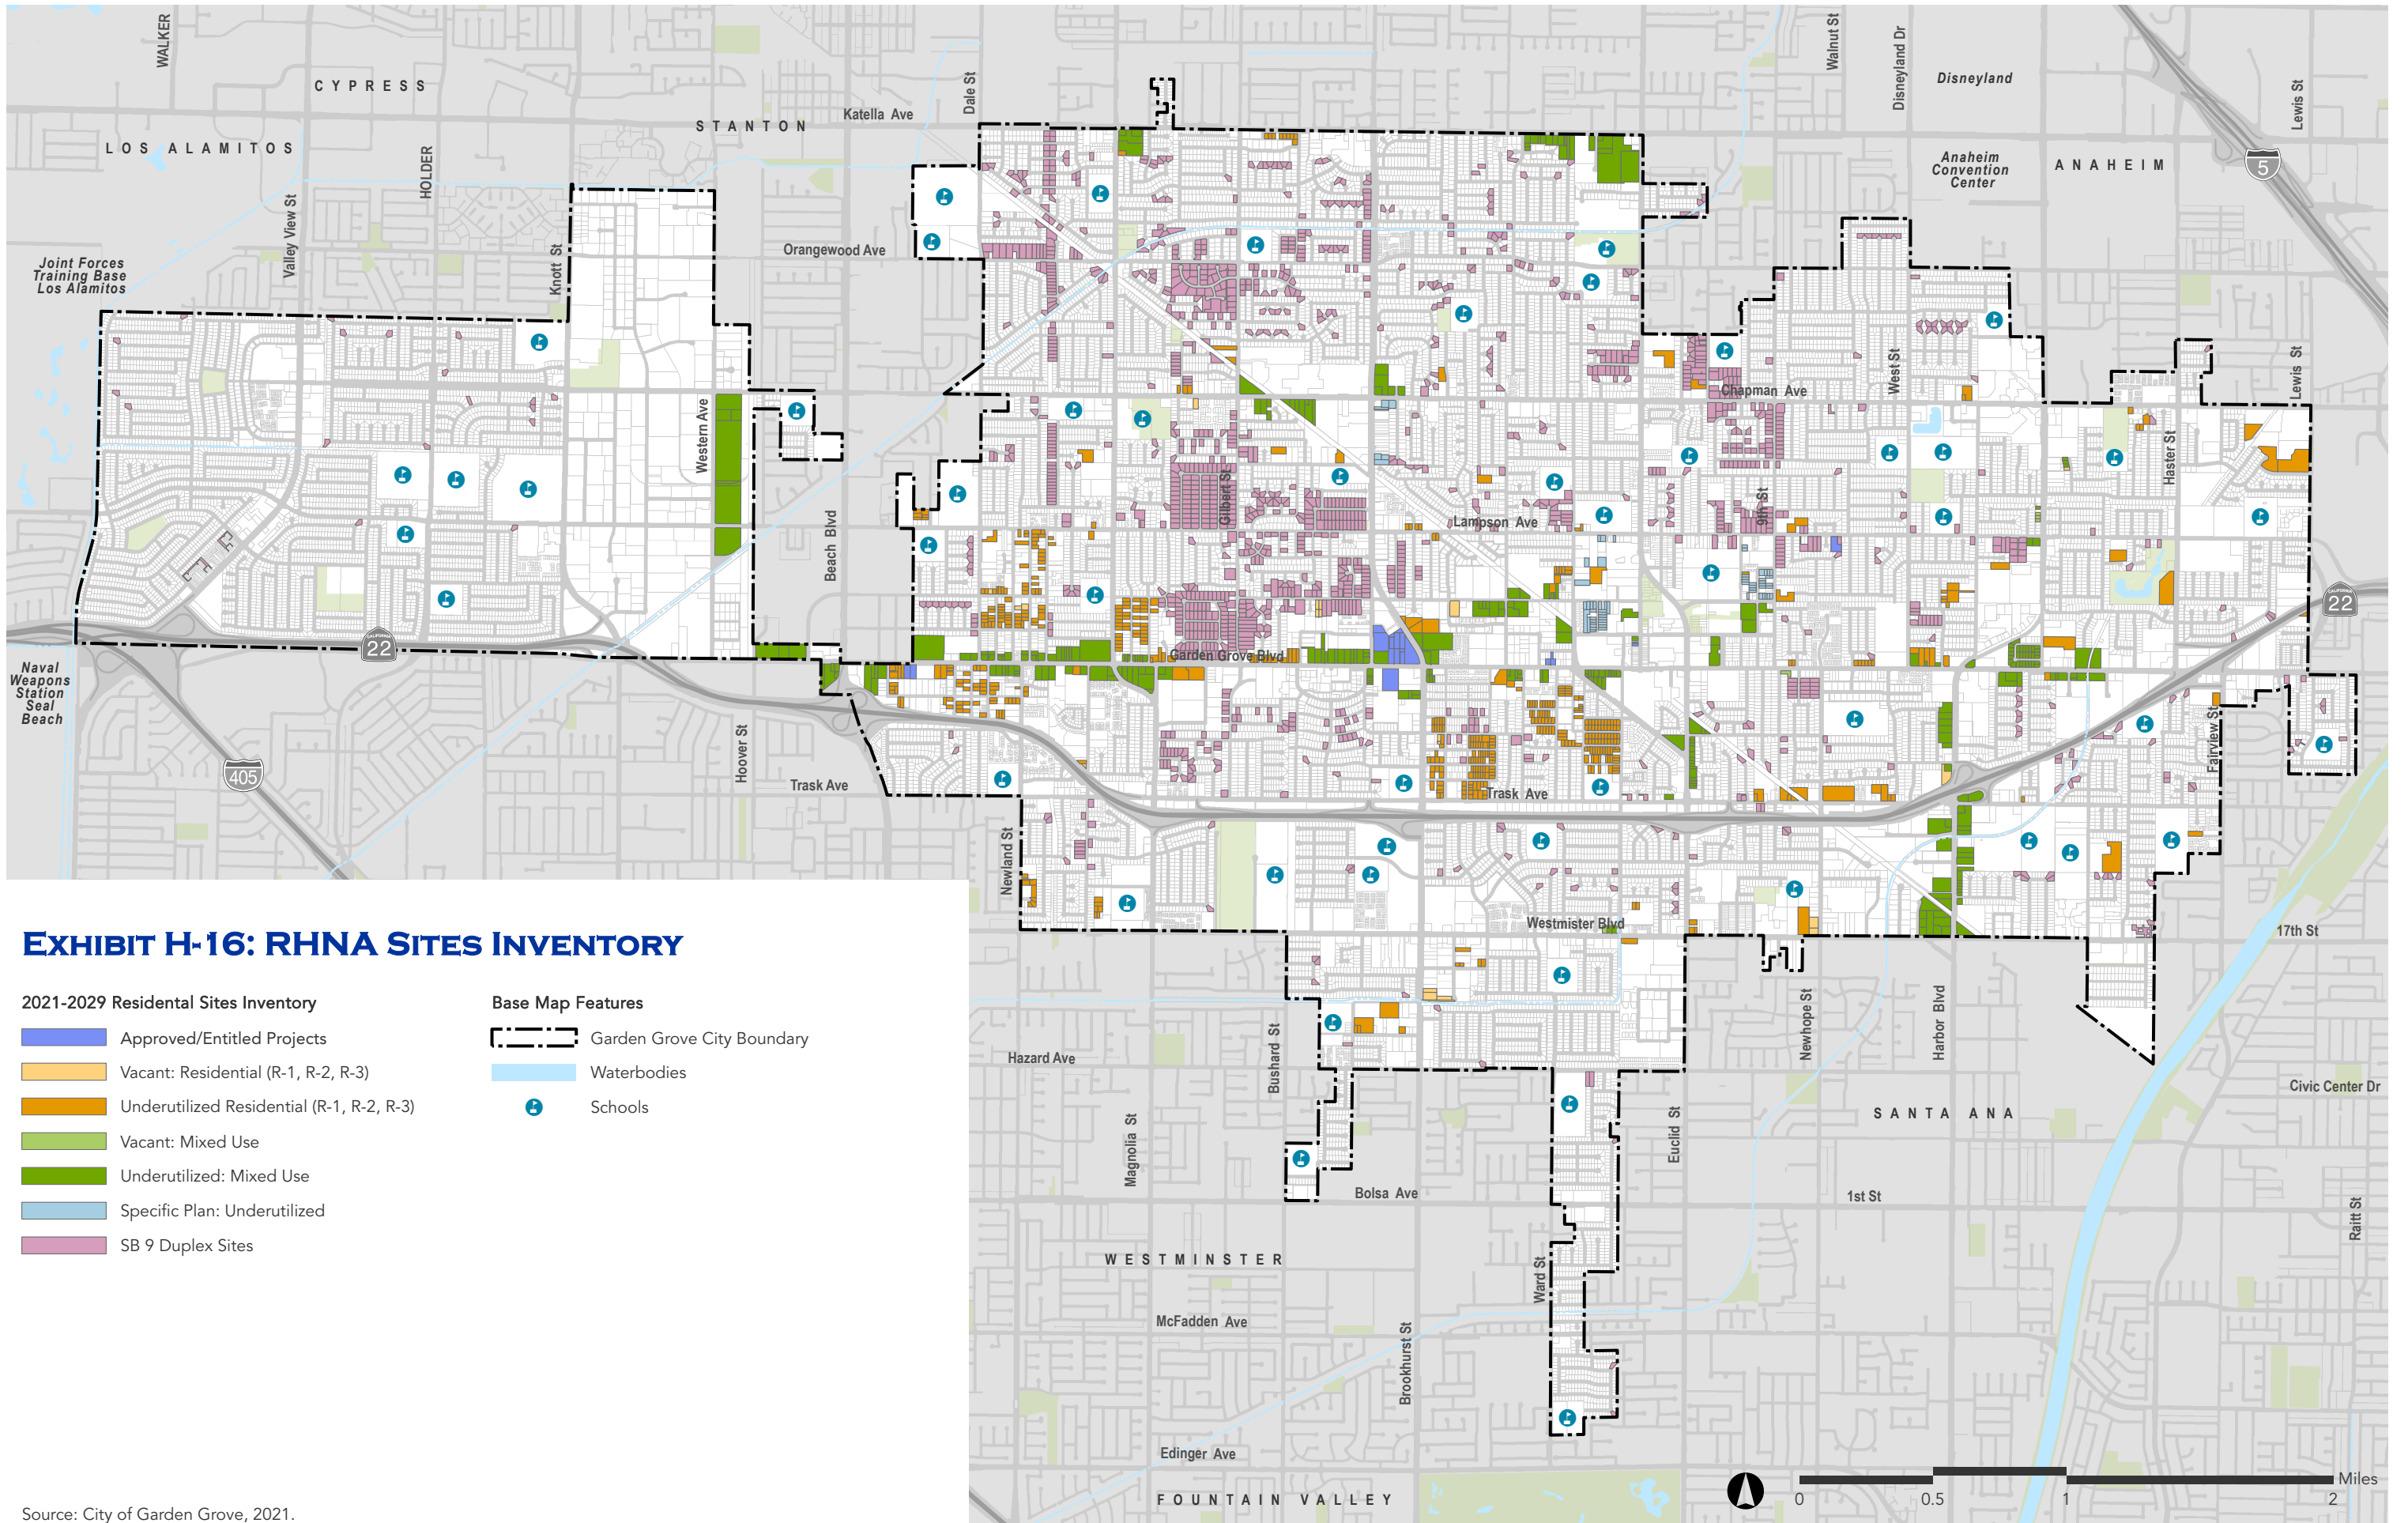 WALKER
CYPRESS
LOS ALAMITOS
HOLDER
Valley View St
Knott St
STANTON
Katella Ave
Dale St
Orangewood Ave
Walnut St
Disneyland Dr
Disneyland
Lewis St
Anaheim
Convention
Center
ANAHEIM
5
Joint Forces
Training Base
Los Alamitos
Western Ave
Beach Blvd
Gilbert St
Lampson Ave
Chapman Ave
9th St
West St
Haster St
Lewis St
22
22
Garden Grove Blvd
Naval
Weapons
Station
Seal
Beach
405
Hoover St
Trask Ave
Trask Ave
Fairview St
Newland St
Westmister Blvd
17th St
EXHIBIT H-16: RHNA SITES INVENTORY
2021-2029 Residental Sites Inventory
Approved/Entitled Projects
Vacant: Residential (R-1, R-2, R-3)
Underutilized Residential (R-1, R-2, R-3)
Vacant: Mixed Use
Underutilized: Mixed Use
Specific Plan: Underutilized
SB 9 Duplex Sites
Base Map Features
Garden Grove City Boundary
Waterbodies
Schools
Hazard Ave
Bushard St
Magnolia St
Bolsa Ave
Euclid St
Newhope St
Harbor Blvd
SANTA ANA
Civic Center Dr
1st St
Raitt St
WESTMINSTER
Ward St
McFadden Ave
Brookhurst St
Edinger Ave
FOUNTAIN VALLEY
0 0.5 1 2
Miles
Source: City of Garden Grove, 2021.